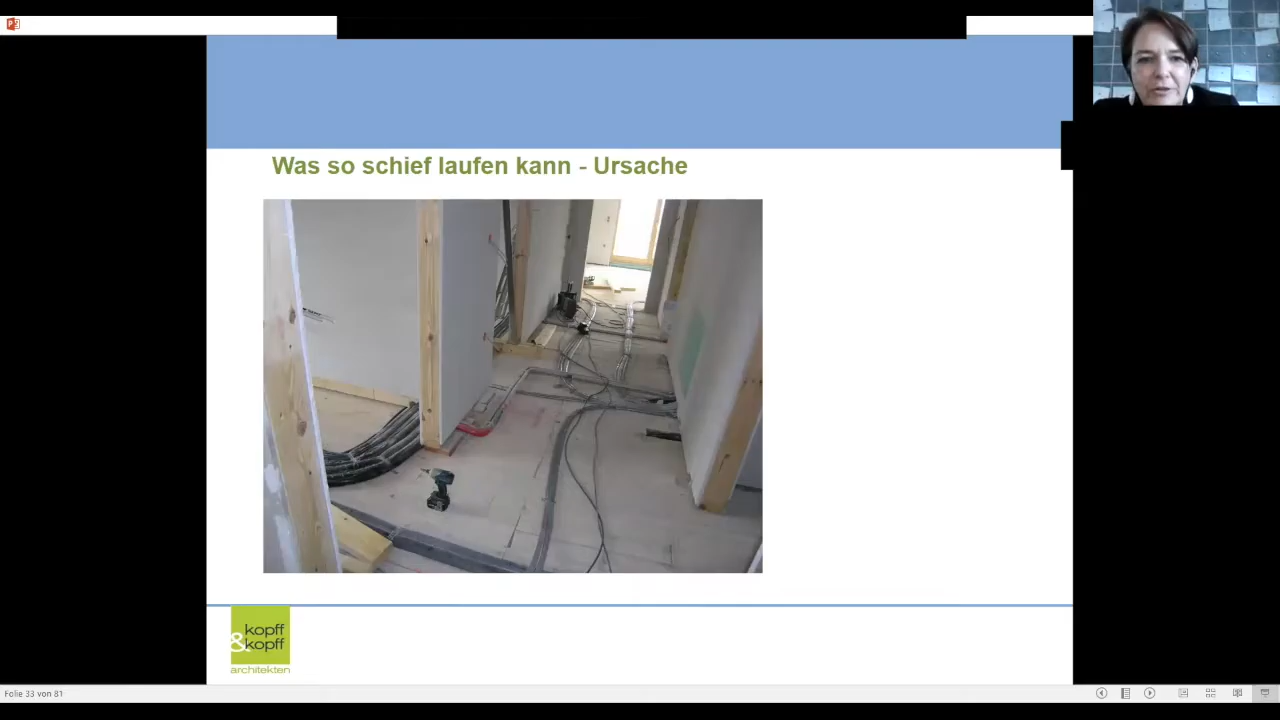 Was so schief laufen kann - Ursache
kopff
&kopff
architekten
Folie 33 von 81